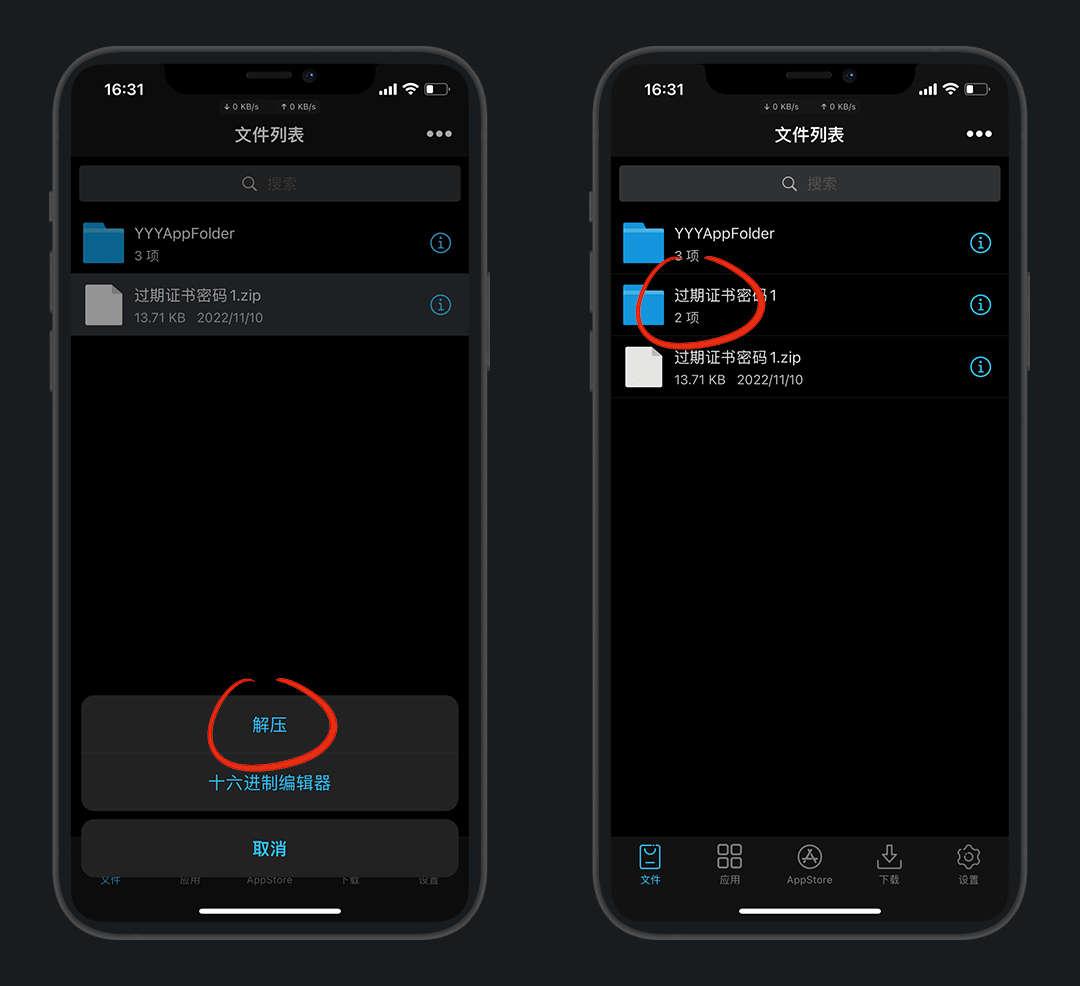 16:31
↓ 0 KB/s ↑ 0 KB/s
文件列表
搜索
YYYAppFolder
3 项
过期证书密码1.zip
13.71 KB 2022/11/10
解压
十六进制编辑器
取消
文件 应用 AppStore 下载 设置
16:31
↓ 0 KB/s ↑ 0 KB/s
文件列表
搜索
YYYAppFolder
3 项
过期证书密码1
2 项
过期证书密码1.zip
13.71 KB 2022/11/10
文件 应用 AppStore 下载 设置